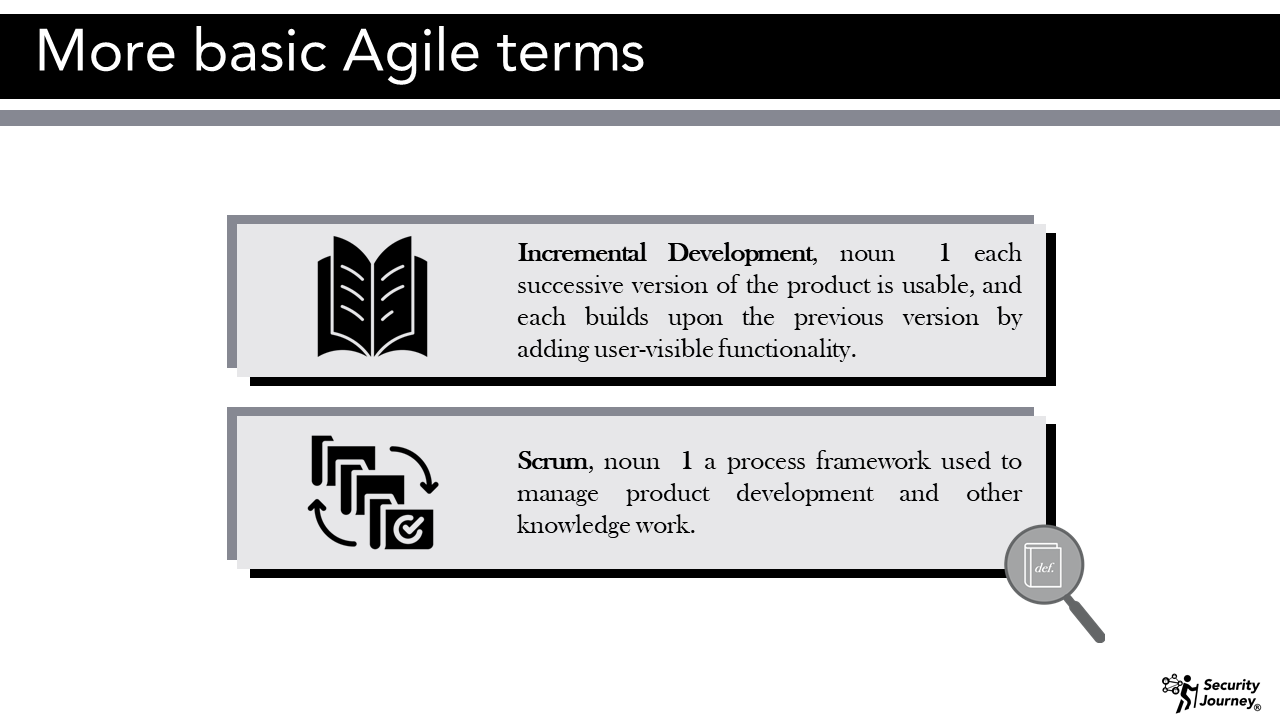 More basic Agile terms
Incremental Development, noun 1 each
successive version of the product is usable, and
each builds upon the previous version by
adding user-visible functionality.
Scrum, noun 1 a process framework used to
manage product development and other
knowledge work.
def.
Security
Journey®